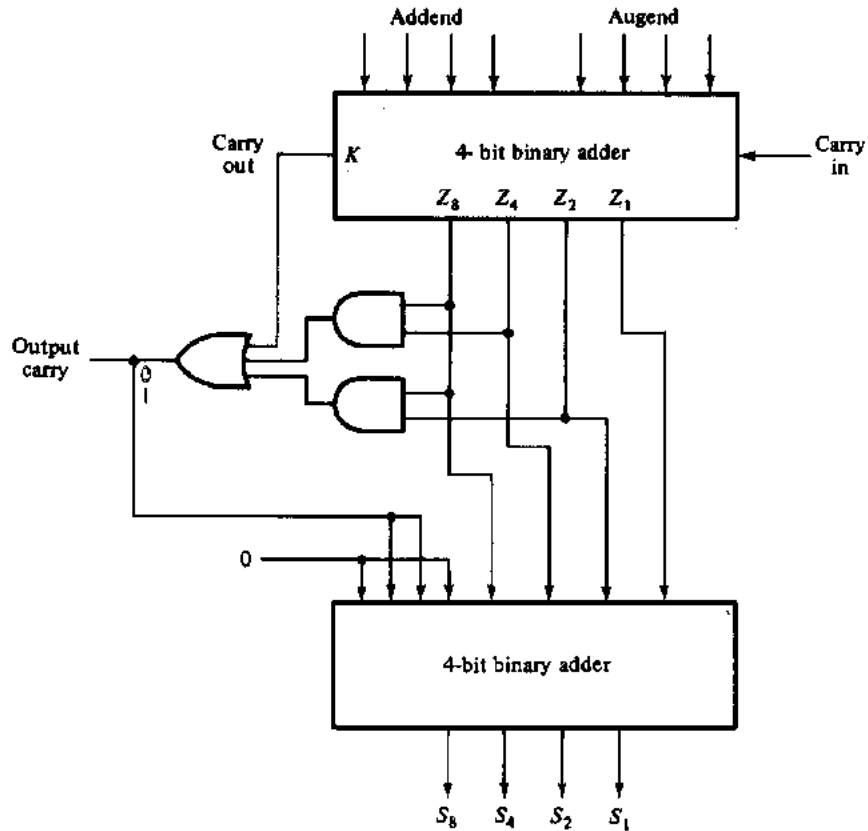 Addend
Augend
Carry
out
K
4- bit binary adder
Carry
in
Z8
Z4
Z2
Z1
Output
carry
0
1
0
4-bit binary adder
S8
S4
S2
S1